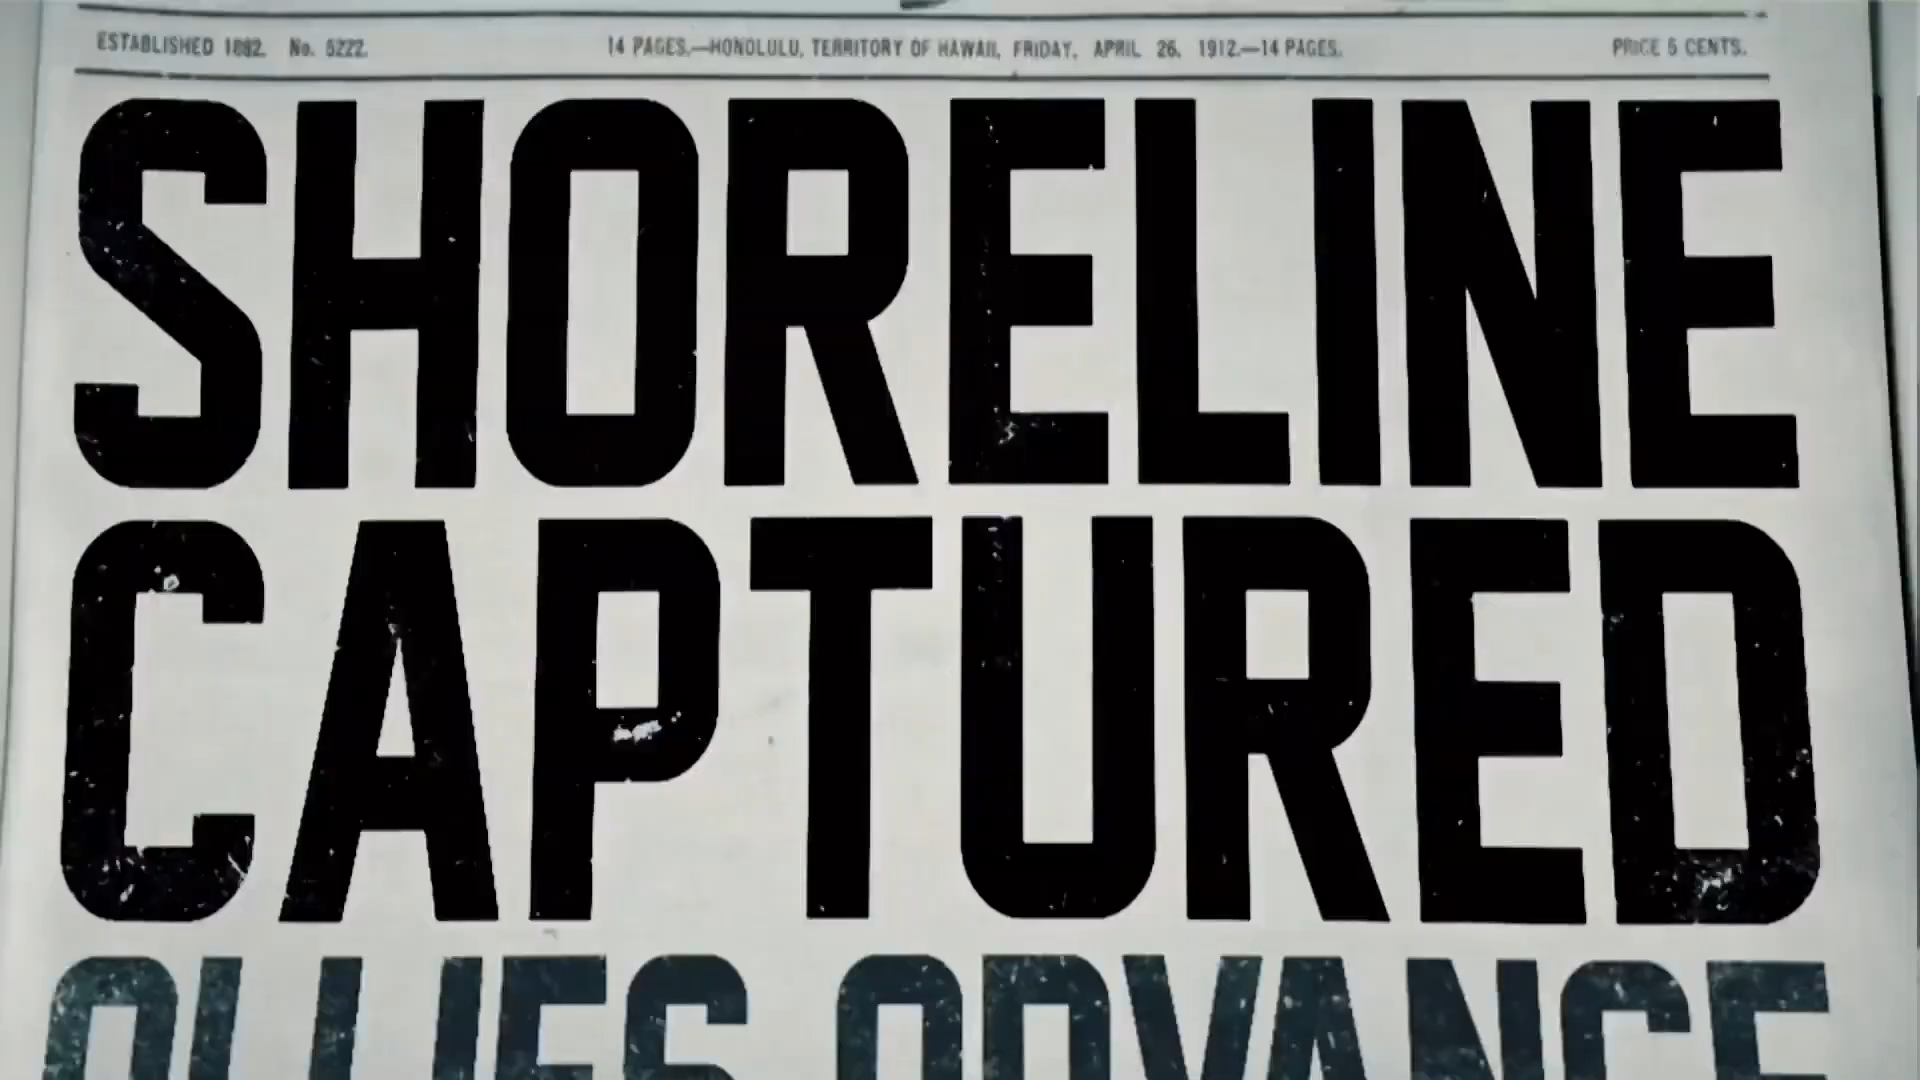 ESTABLISHED 1882. No. 5222. 14 PAGES.—HONOLULU, TERRITORY OF HAWAII, FRIDAY, APRIL 26, 1912.—14 PAGES. PRICE 5 CENTS.
SHORELINE
CAPTURED